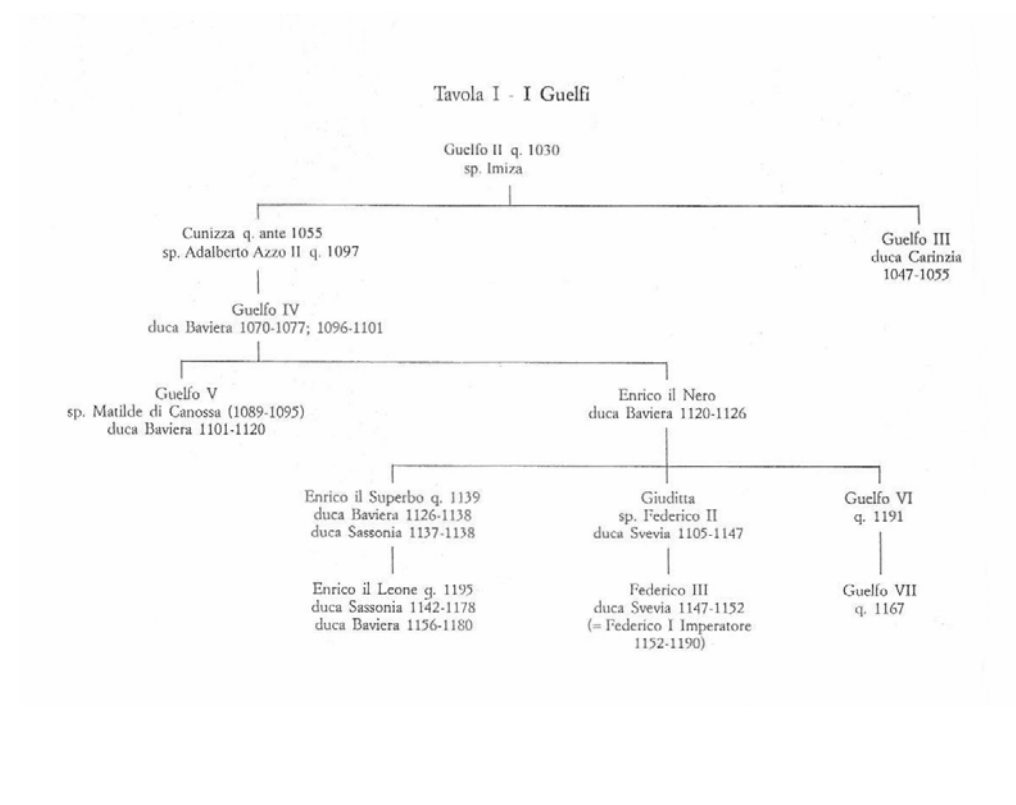 Tavola I - I Guelfi
Guelfo II q. 1030
sp. Imiza
Cunizza q. ante 1055
sp. Adalberto Azzo II q. 1097
Guelfo III
duca Carinzia
1047-1055
Guelfo IV
duca Baviera 1070-1077; 1096-1101
Guelfo V
sp. Matilde di Canossa (1089-1095)
duca Baviera 1101-1120
Enrico il Nero
duca Baviera 1120-1126
Enrico il Superbo q. 1139
duca Baviera 1126-1138
duca Sassonia 1137-1138
Giuditta
sp. Federico II
duca Svevia 1105-1147
Guelfo VI
q. 1191
Enrico il Leone q. 1195
duca Sassonia 1142-1178
duca Baviera 1156-1180
Federico III
duca Svevia 1147-1152
(= Federico I Imperatore
1152-1190)
Guelfo VII
q. 1167